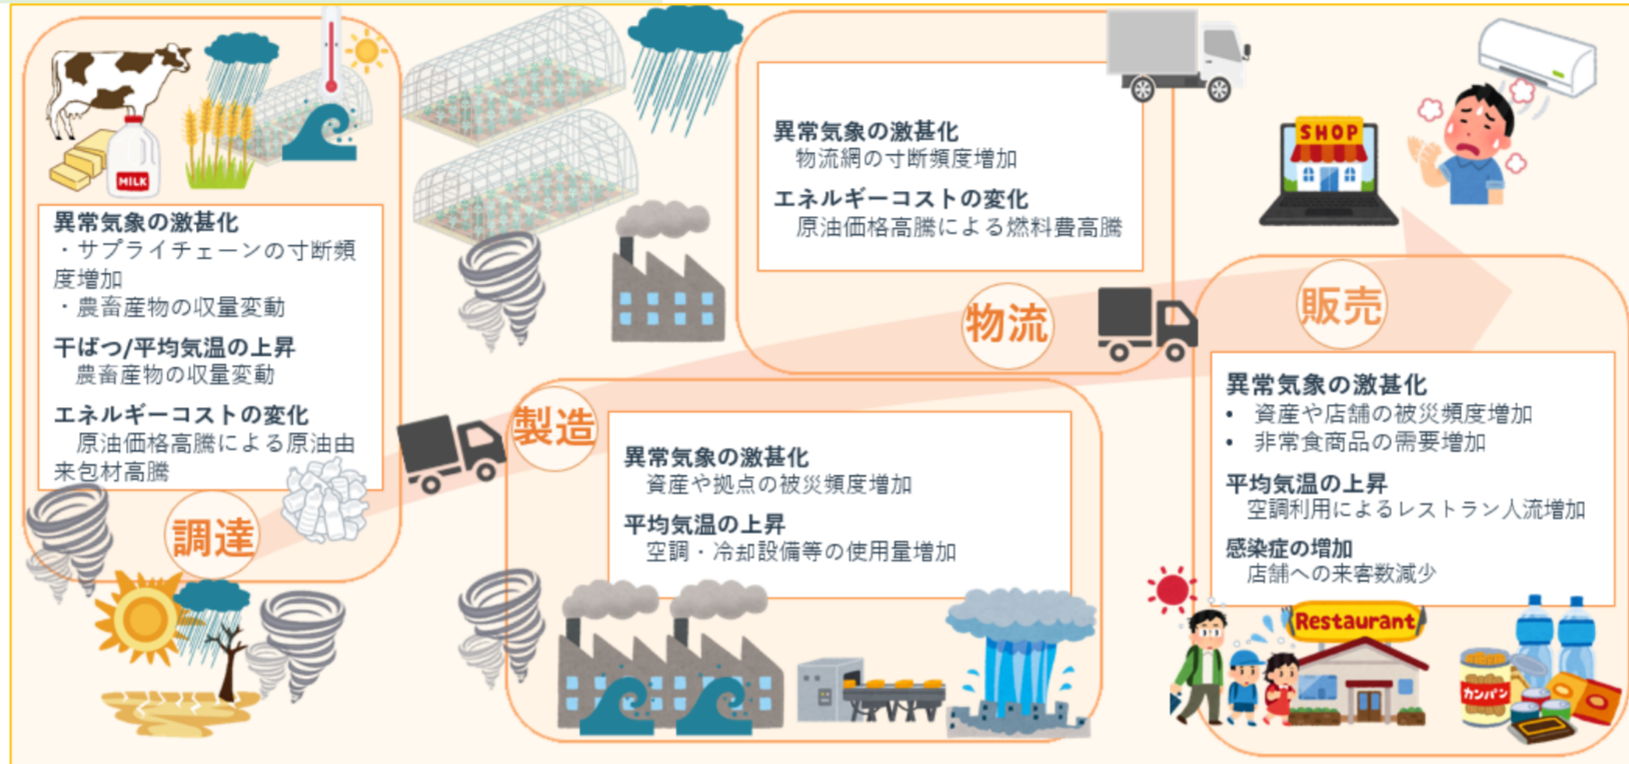 MILK
異常気象の激甚化
・サプライチェーンの寸断頻
度増加
・農畜産物の収量変動
干ばつ/平均気温の上昇
農畜産物の収量変動
エネルギーコストの変化
原油価格高騰による原油由
来包材高騰
調達
製造
異常気象の激甚化
資産や拠点の被災頻度増加
平均気温の上昇
空調・冷却設備等の使用量増加
異常気象の激甚化
物流網の寸断頻度増加
エネルギーコストの変化
原油価格高騰による燃料費高騰
物流
SHOP
販売
異常気象の激甚化
• 資産や店舗の被災頻度増加
• 非常食商品の需要増加
平均気温の上昇
空調利用によるレストラン人流増加
感染症の増加
店舗への来客数減少
Restaurant
カンパン